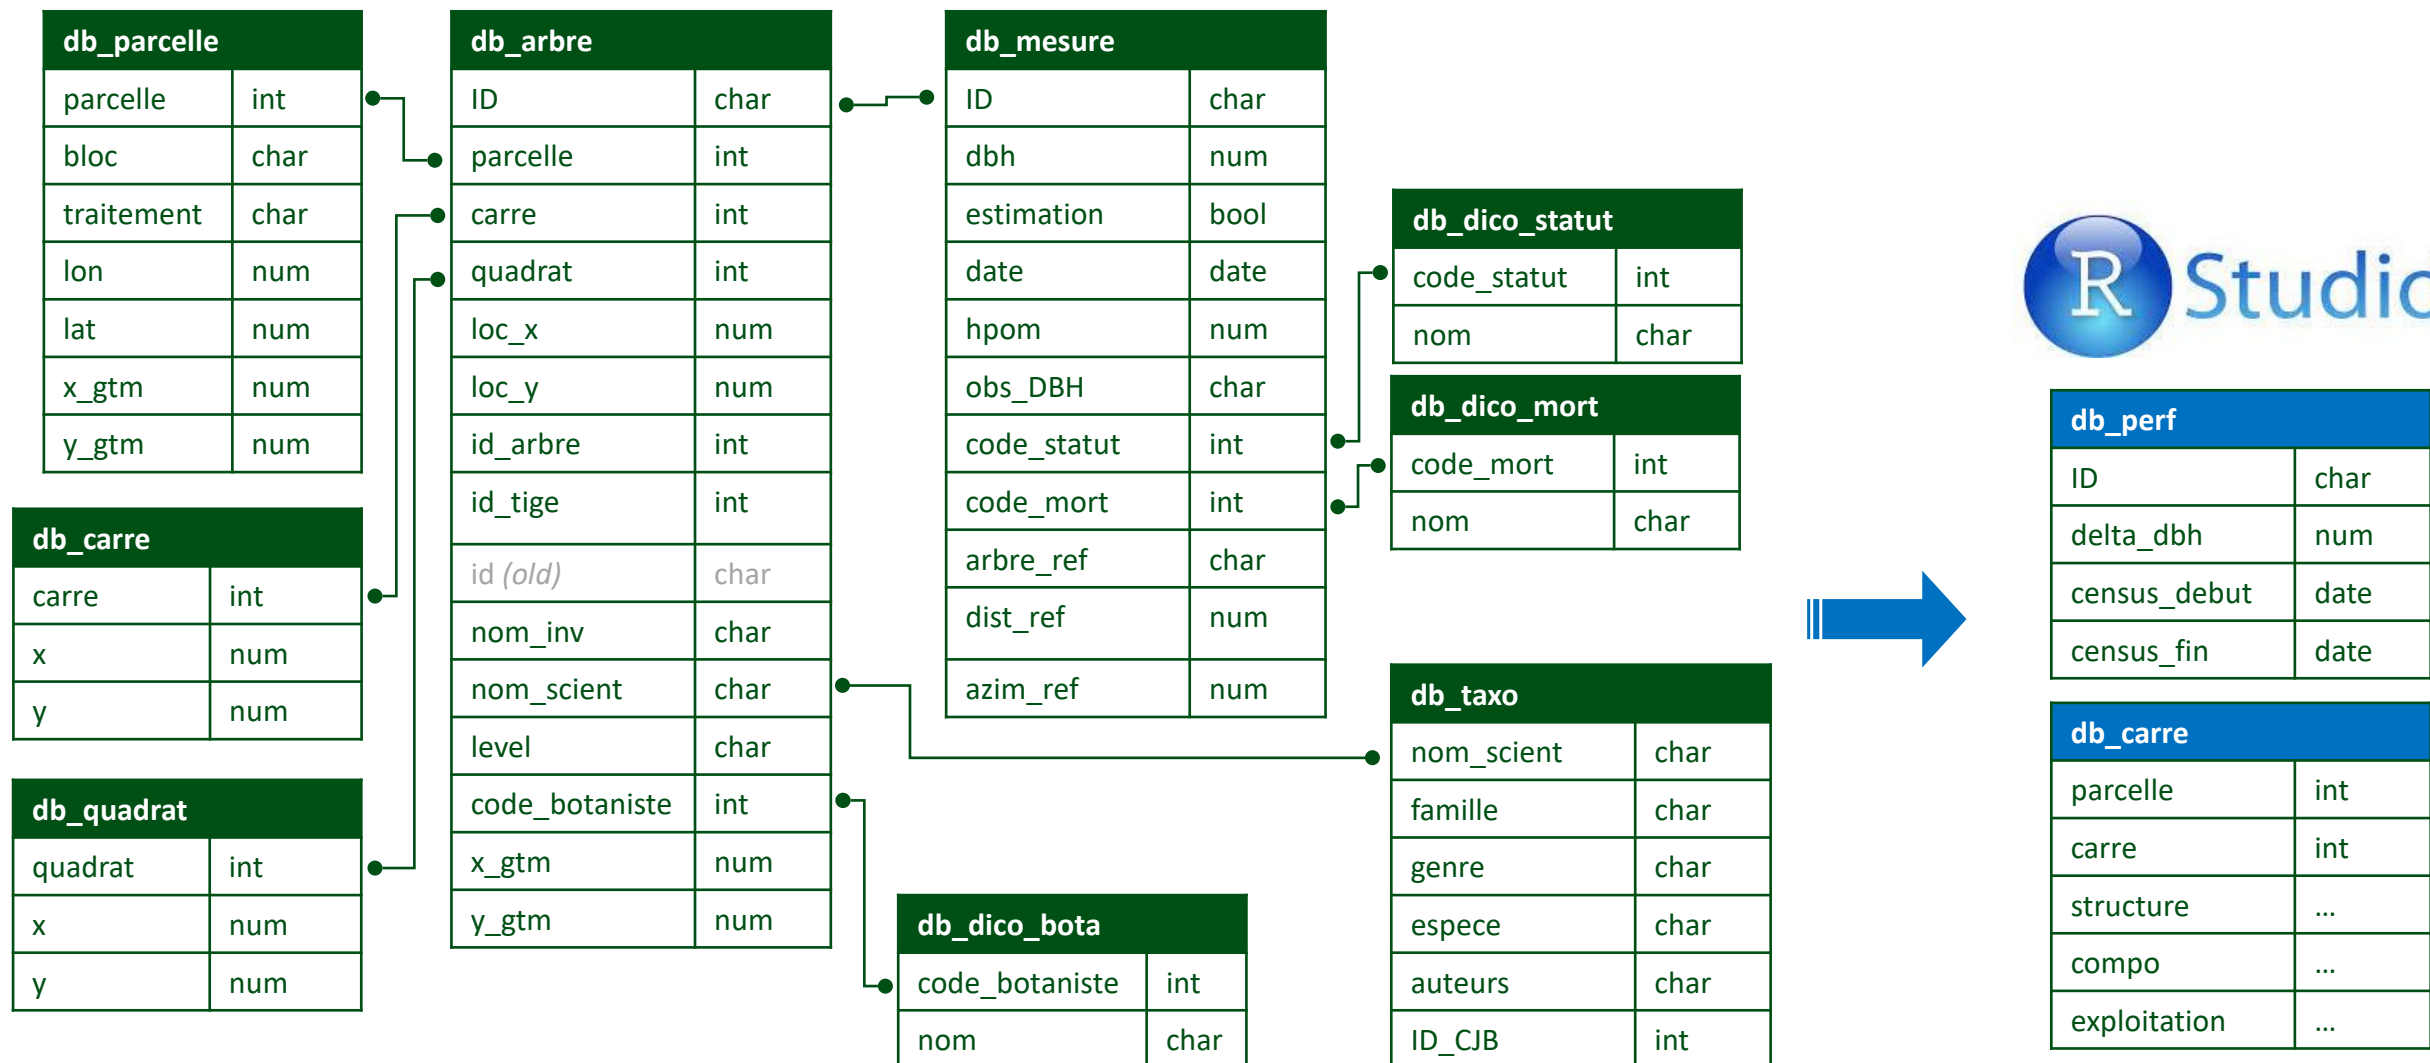 db_parcelle
parcelle int
bloc char
traitement char
lon num
lat num
x_gtm num
y_gtm num
db_carre
carre int
x num
y num
db_quadrat
quadrat int
x num
y num
db_arbre
ID char
parcelle int
carre int
quadrat int
loc_x num
loc_y num
id_arbre int
id_tige int
id (old) char
nom_inv char
nom_scient char
level char
code_botaniste int
x_gtm num
y_gtm num
db_mesure
ID char
dbh num
estimation bool
date date
hpom num
obs_DBH char
code_statut int
code_mort int
arbre_ref char
dist_ref num
azim_ref num
db_dico_bota
code_botaniste int
nom char
db_dico_statut
code_statut int
nom char
db_dico_mort
code_mort int
nom char
db_taxo
nom_scient char
famille char
genre char
espece char
auteurs char
ID_CJB int
R Studio
db_perf
ID char
delta_dbh num
census_debut date
census_fin date
db_carre
parcelle int
carre int
structure ...
compo ...
exploitation ...